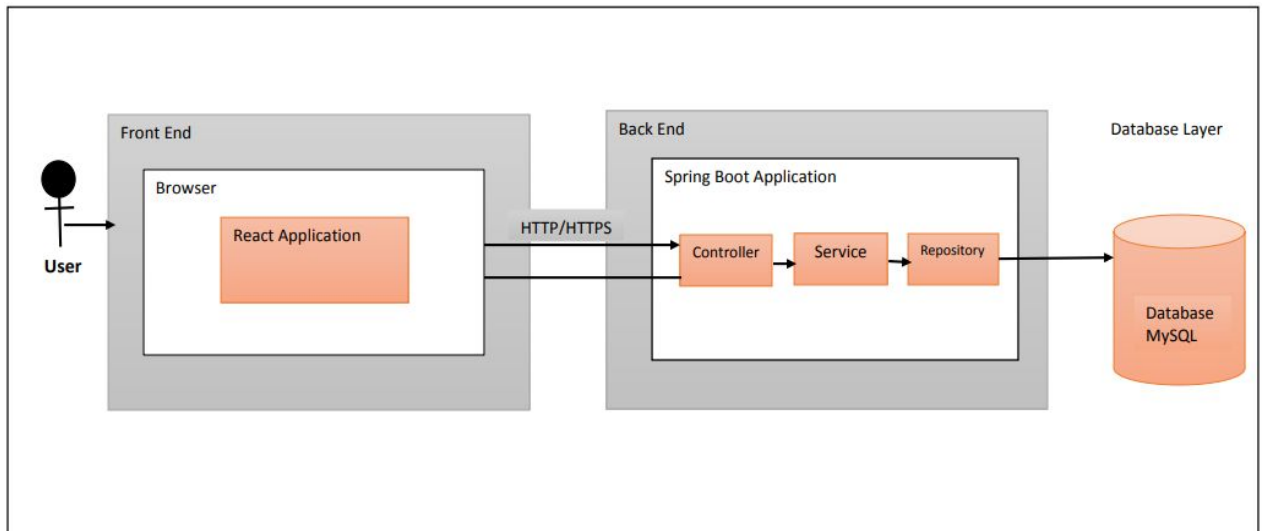 Front End
Back End
Database Layer
Browser
Spring Boot Application
React Application
HTTP/HTTPS
Controller
Service
Repository
User
Database
MySQL